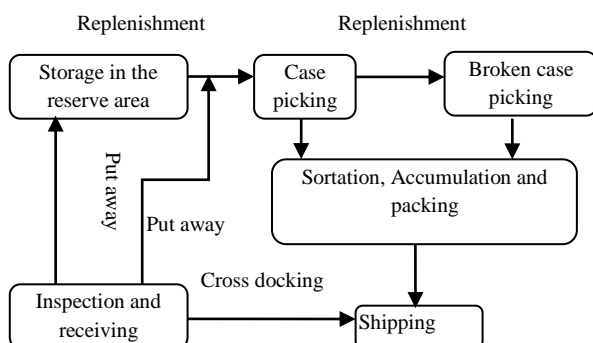 Replenishment
Replenishment
Storage in the
reserve area
Case
picking
Broken case
picking
Put away
Put away
Sortation, Accumulation and
packing
Cross docking
Inspection and
receiving
Shipping